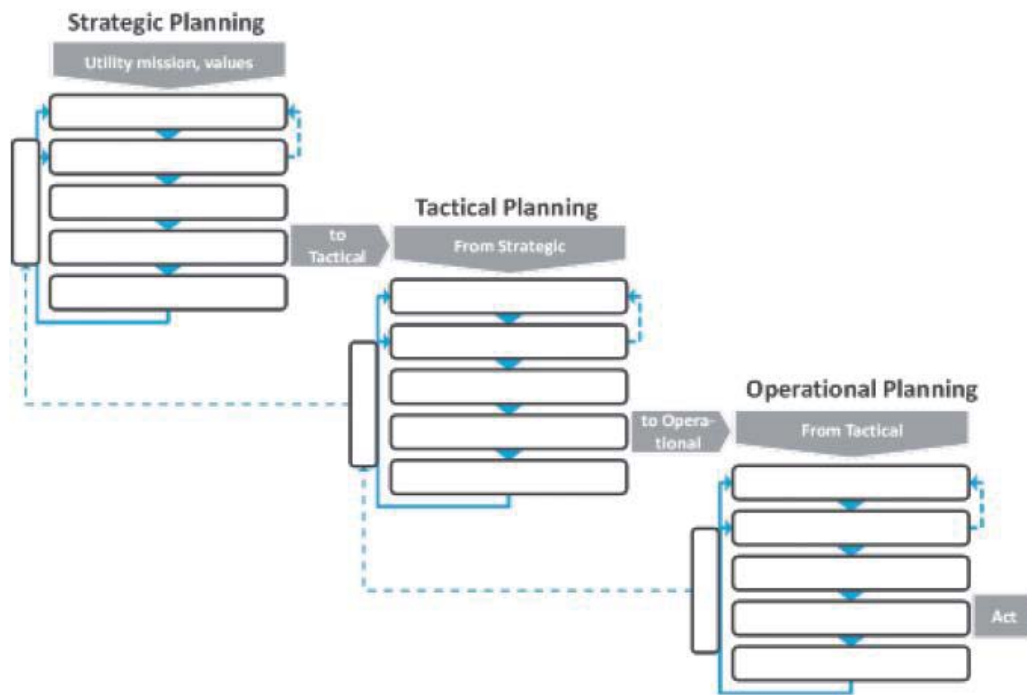 Strategic Planning
Utility mission, values
to
Tactical
Tactical Planning
From Strategic
to Opera-
tional
Operational Planning
From Tactical
Act